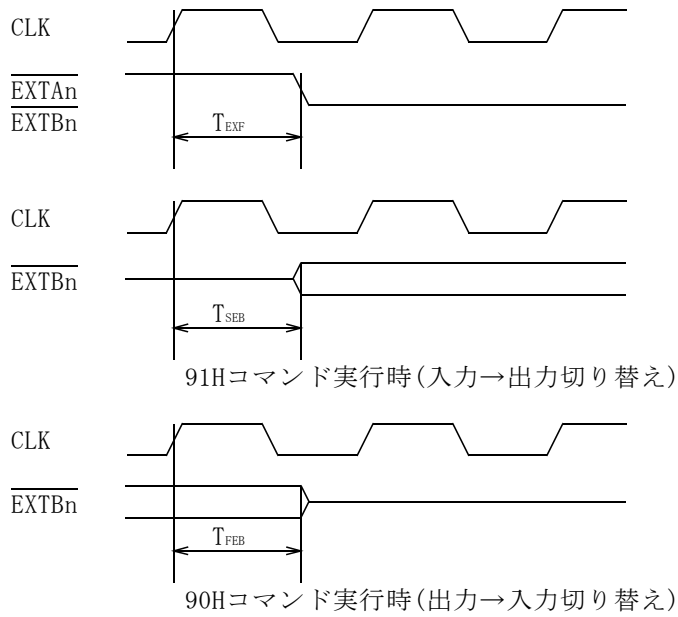 CLK
EXTAn
EXTBn
TEXF
CLK
EXTBn
TSEB
91Hコマンド実行時(入力→出力切り替え)
CLK
EXTBn
TFEB
90Hコマンド実行時(出力→入力切り替え)